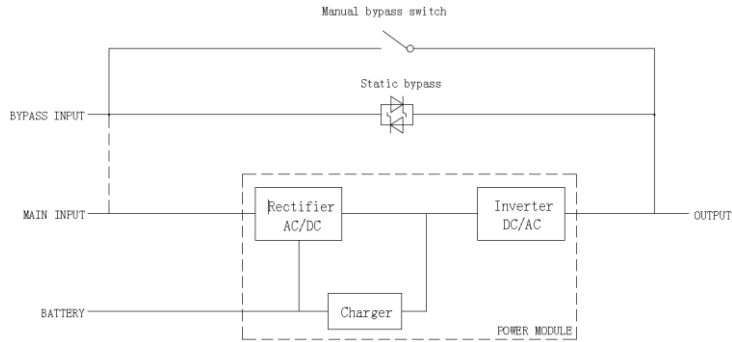 Manual bypass switch
Static bypass
BYPASS INPUT
Rectifier
AC/DC
Inverter
DC/AC
MAIN INPUT
OUTPUT
BATTERY
Charger
POWER MODULE